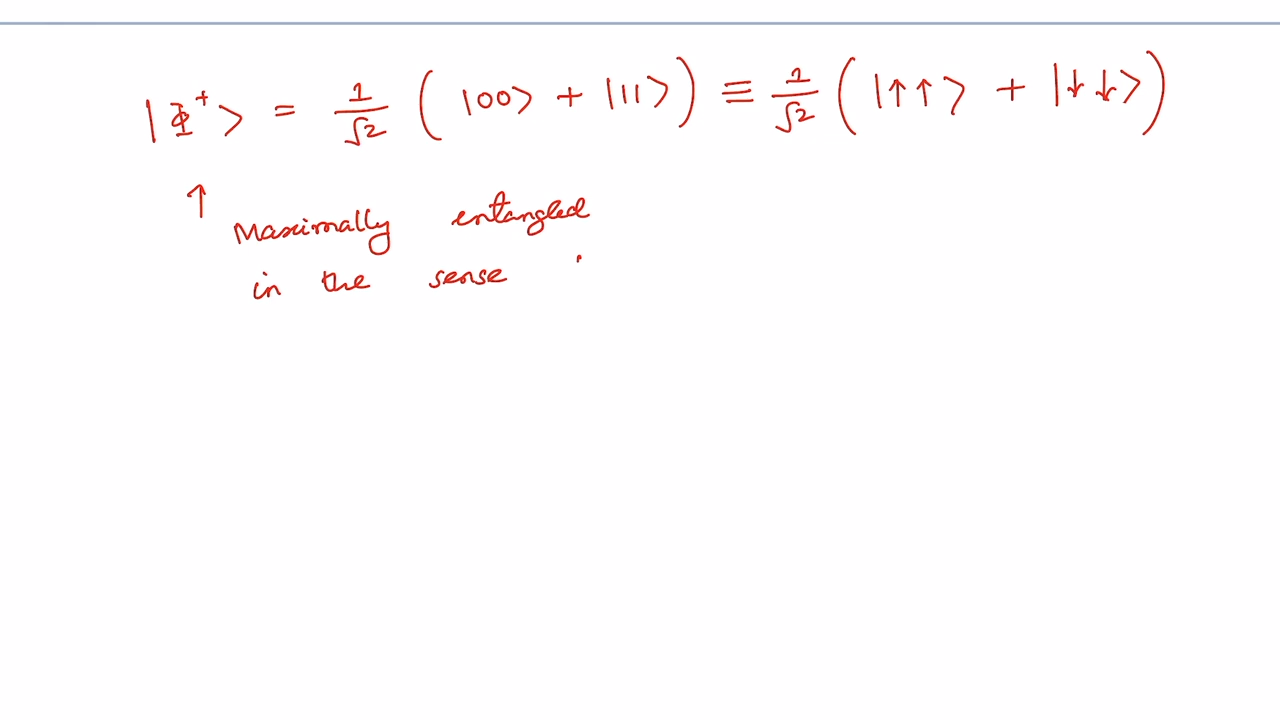 |Φ⁺⟩ = 1/√2 ( |00⟩ + |11⟩ ) ≡ 1/√2 ( |↑↑⟩ + |↓↓⟩ )
↑
Maximally entangled
in the sense